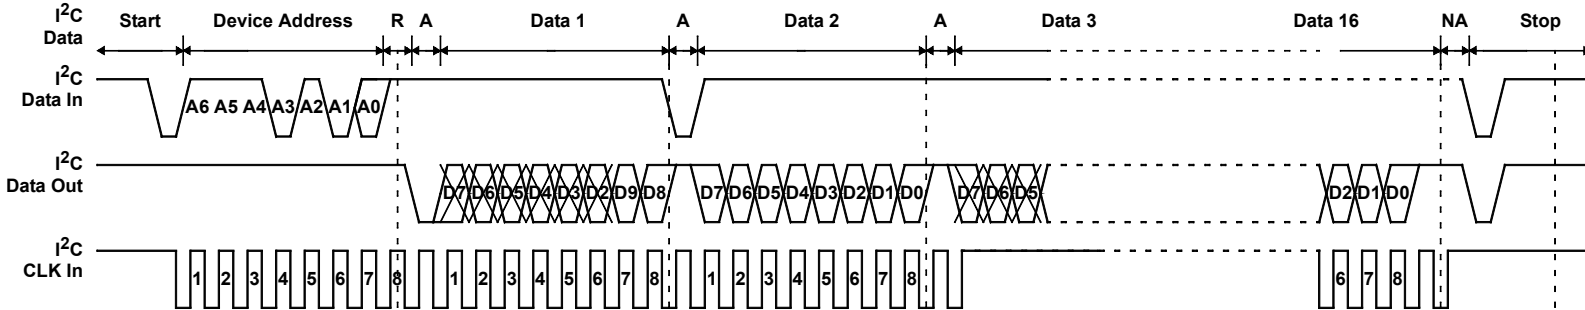 I²C Data Start Device Address R A Data 1 A Data 2 A Data 3 Data 16 NA Stop
I²C Data In A6 A5 A4 A3 A2 A1 A0
I²C Data Out D7 D6 D5 D4 D3 D2 D9 D8 D7 D6 D5 D4 D3 D2 D1 D0 D7 D6 D5 D2 D1 D0
I²C CLK In 1 2 3 4 5 6 7 8 1 2 3 4 5 6 7 8 1 2 3 4 5 6 7 8 6 7 8